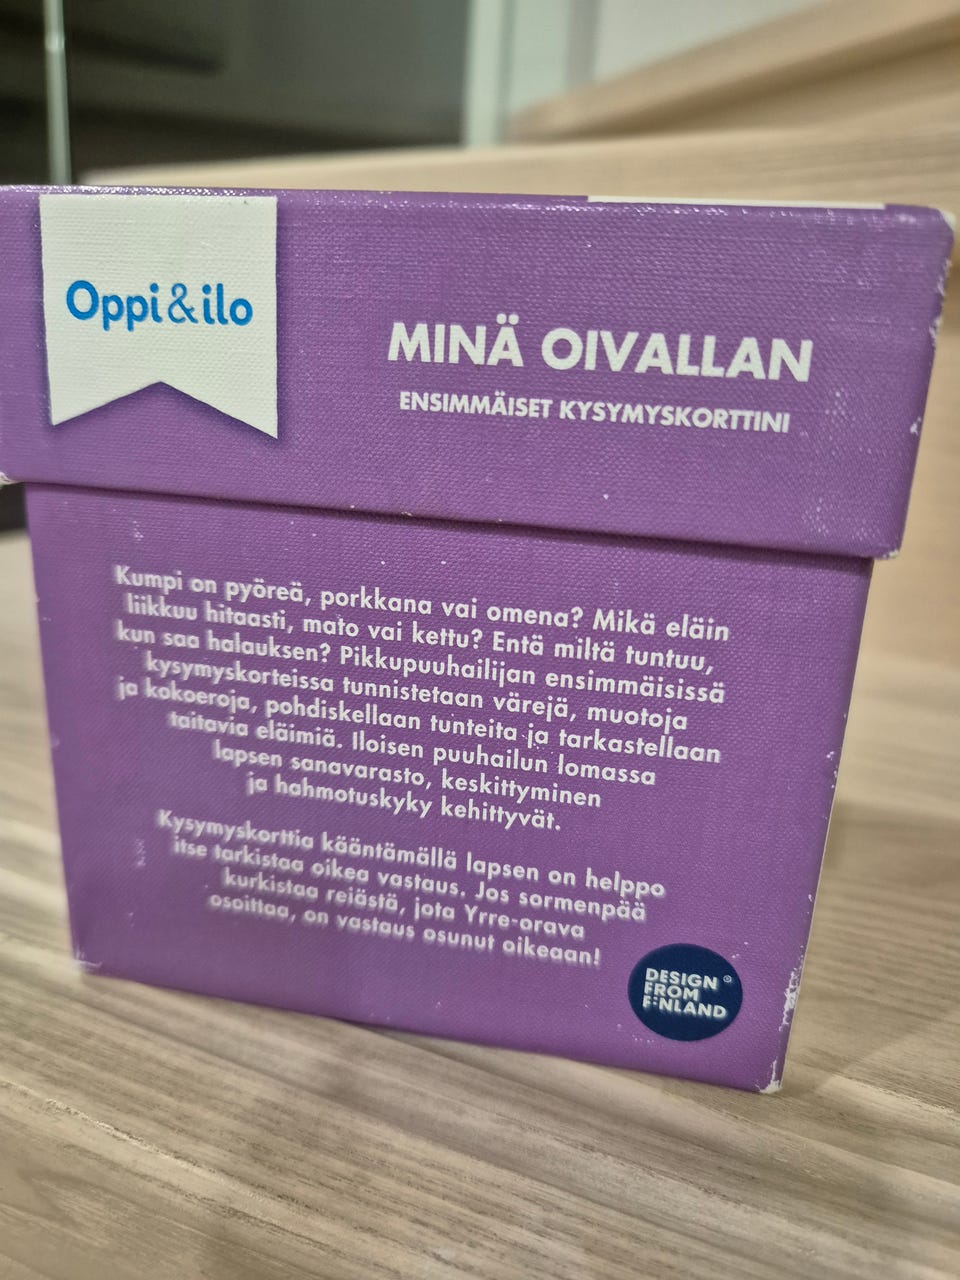 Oppi&ilo
MINÄ OIVALLAN
ENSIMMÄISET KYSYMYSKORTTINI
Kumpi on pyöreä, porkkana vai omena? Mikä eläin
liikkuu hitaasti, mato vai kettu? Entä miltä tuntuu,
kun saa halauksen? Pikkupuuhailijan ensimmäisissä
kysymyskorteissa tunnistetaan värejä, muotoja
ja kokoeroja, pohdiskellaan tunteita ja tarkastellaan
taitavia eläimiä. Iloisen puuhailun lomassa
lapsen sanavarasto, keskittyminen
ja hahmotuskyky kehittyvät.
Kysymyskorttia kääntämällä lapsen on helppo
itse tarkistaa oikea vastaus. Jos sormenpää
kurkistaa reiästä, jota Yrre-orava
osoittaa, on vastaus osunut oikeaan!
DESIGN ®
FROM
FINLAND